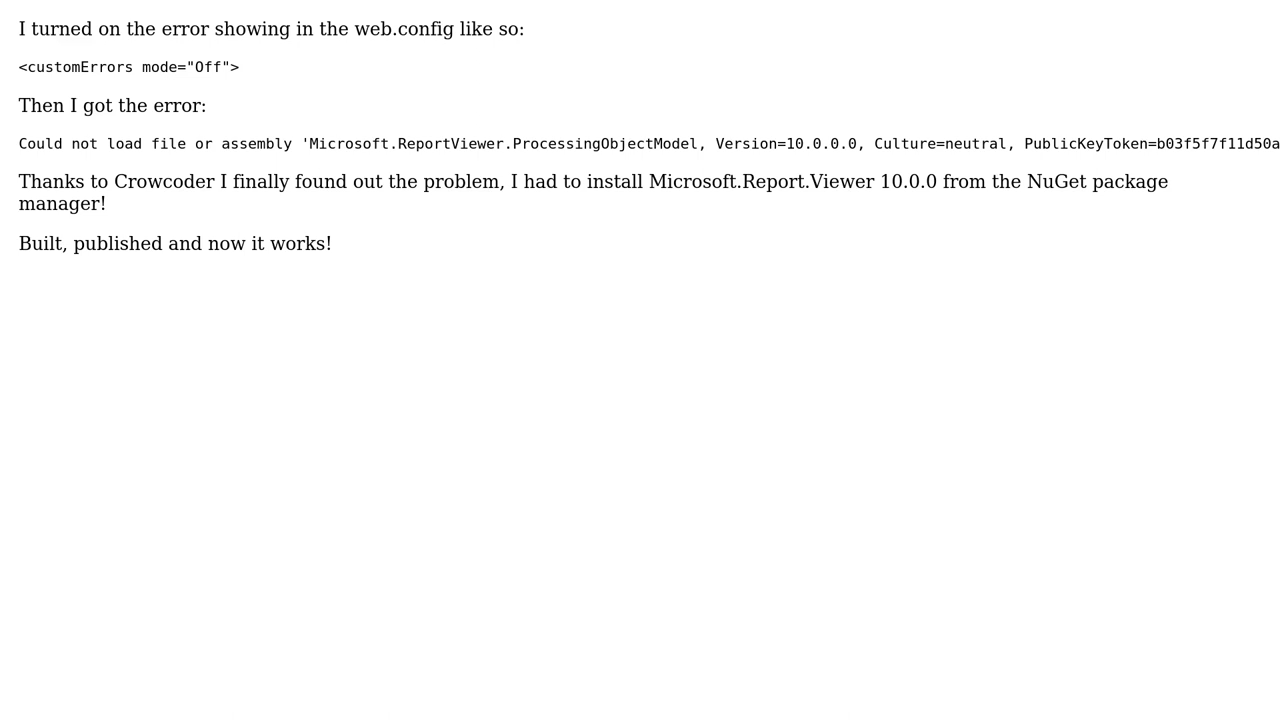 I turned on the error showing in the web.config like so:
<customErrors mode="Off">
Then I got the error:
Could not load file or assembly 'Microsoft.ReportViewer.ProcessingObjectModel, Version=10.0.0.0, Culture=neutral, PublicKeyToken=b03f5f7f11d50a
Thanks to Crowcoder I finally found out the problem, I had to install Microsoft.Report.Viewer 10.0.0 from the NuGet package
manager!
Built, published and now it works!